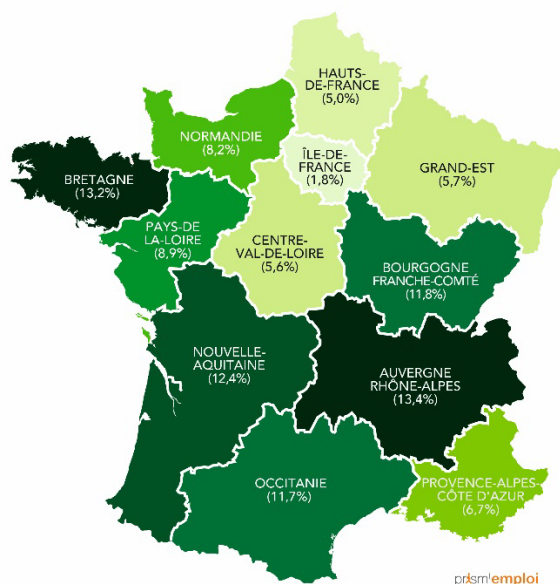 HAUTS-
DE-FRANCE
(5,0%)
NORMANDIE
(8,2%)
ÎLE-DE-
FRANCE
(1,8%)
GRAND-EST
(5,7%)
BRETAGNE
(13,2%)
PAYS-DE
LA-LOIRE
(8,9%)
CENTRE-
VAL-DE-LOIRE
(5,6%)
BOURGOGNE
FRANCHE-COMTÉ
(11,8%)
NOUVELLE-
AQUITAINE
(12,4%)
AUVERGNE
RHÔNE-ALPES
(13,4%)
OCCITANIE
(11,7%)
PROVENCE-ALPES-
CÔTE D'AZUR
(6,7%)
prism'emploi